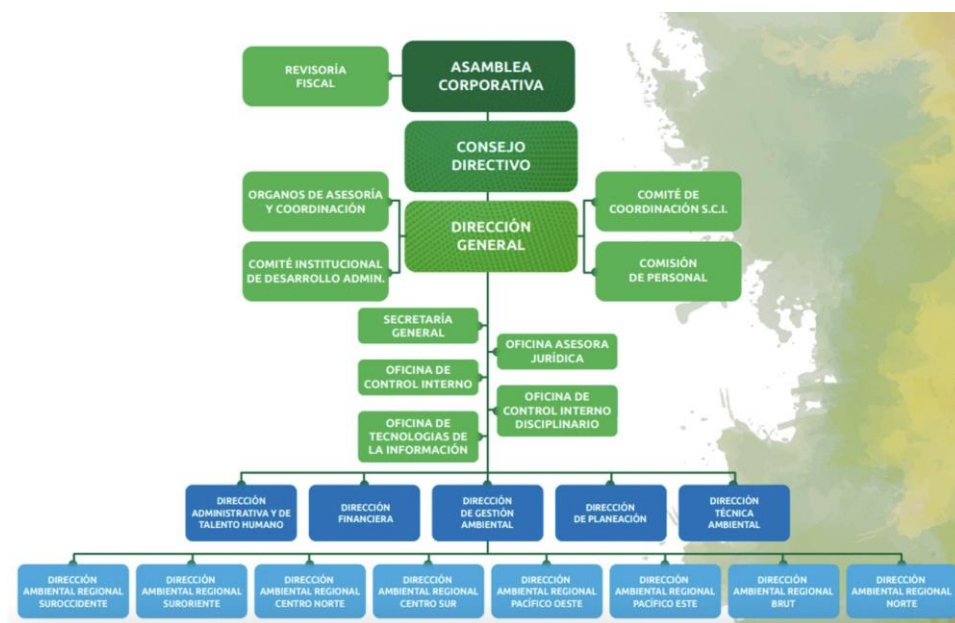 REVISORÍA
FISCAL
ASAMBLEA
CORPORATIVA
CONSEJO
DIRECTIVO
ORGANOS DE ASESORÍA
Y COORDINACIÓN
COMITÉ DE
COORDINACIÓN S.C.I.
DIRECCIÓN
GENERAL
COMITÉ INSTITUCIONAL
DE DESARROLLO ADMIN.
COMISIÓN
DE PERSONAL
SECRETARÍA
GENERAL
OFICINA ASESORA
JURÍDICA
OFICINA DE
CONTROL INTERNO
OFICINA DE
CONTROL INTERNO
DISCIPLINARIO
OFICINA DE
TECNOLOGIAS DE
LA INFORMACIÓN
DIRECCIÓN
ADMINISTRATIVA Y DE
TALENTO HUMANO
DIRECCIÓN
FINANCIERA
DIRECCIÓN
DE GESTIÓN
AMBIENTAL
DIRECCIÓN
DE PLANEACIÓN
DIRECCIÓN
TÉCNICA
AMBIENTAL
DIRECCIÓN
AMBIENTAL REGIONAL
SUROCCIDENTE
DIRECCIÓN
AMBIENTAL REGIONAL
SURORIENTE
DIRECCIÓN
AMBIENTAL REGIONAL
CENTRO NORTE
DIRECCIÓN
AMBIENTAL REGIONAL
CENTRO SUR
DIRECCIÓN
AMBIENTAL REGIONAL
PACÍFICO OESTE
DIRECCIÓN
AMBIENTAL REGIONAL
PACÍFICO ESTE
DIRECCIÓN
AMBIENTAL REGIONAL
BRUT
DIRECCIÓN
AMBIENTAL REGIONAL
NORTE